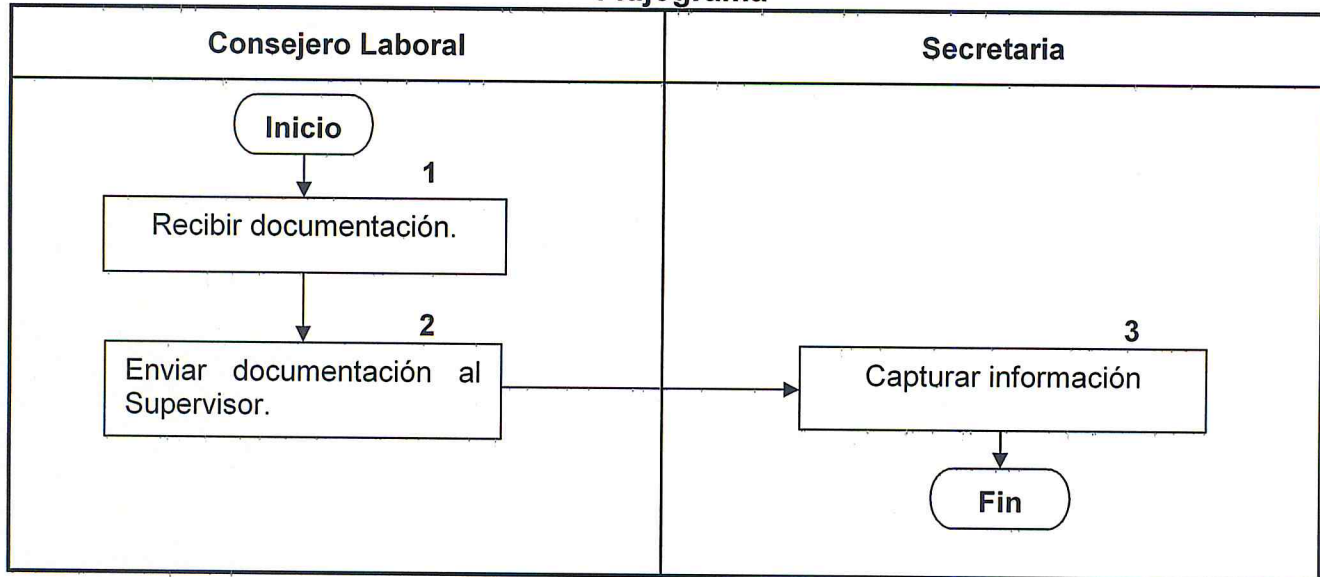 Consejero Laboral
Secretaria
Inicio
1
Recibir documentación.
2
Enviar documentación al
Supervisor.
3
Capturar información
Fin